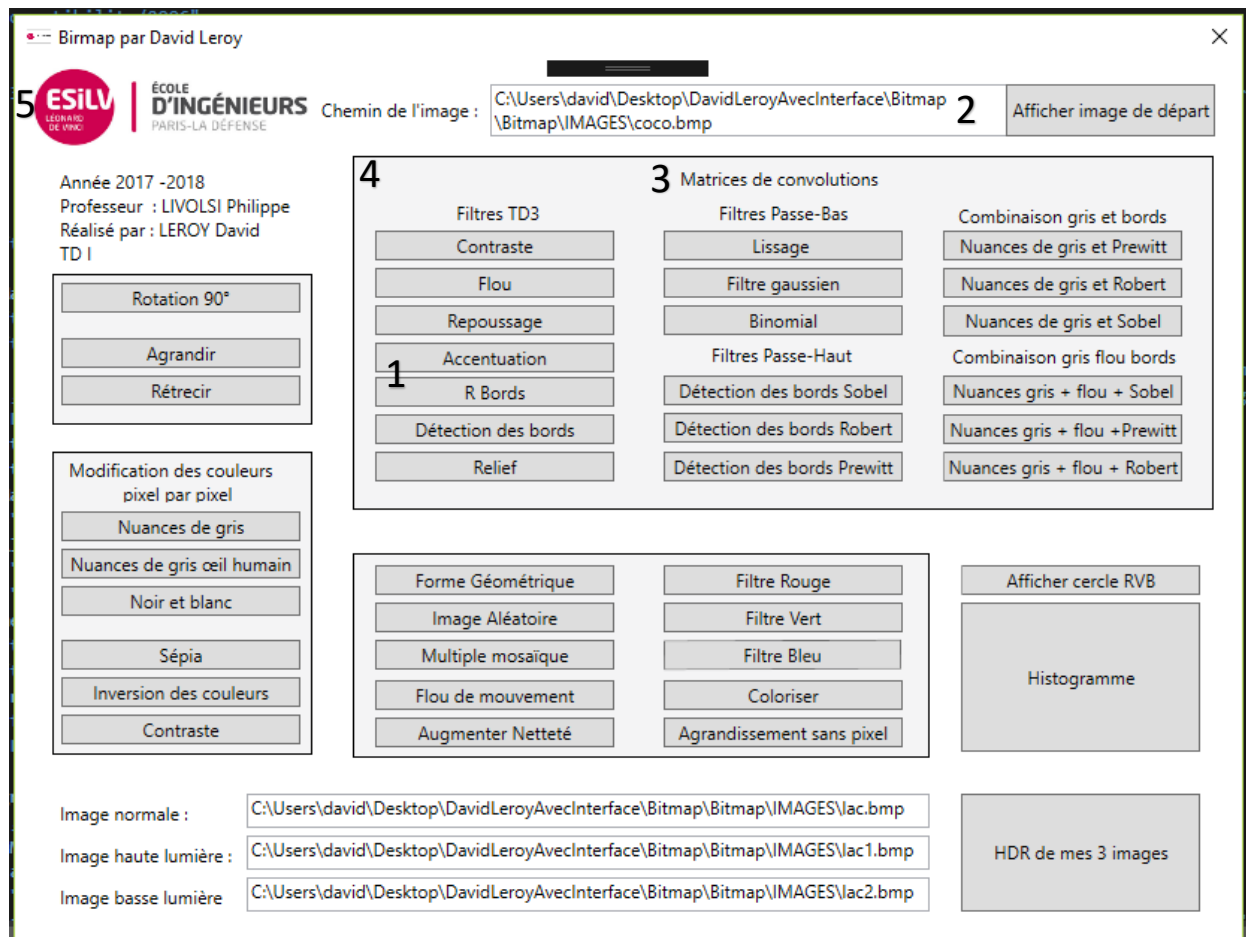 Birmap par David Leroy
5
ESiLV
LÉONARD
DE VINCI
ÉCOLE
D'INGÉNIEURS
PARIS-LA DÉFENSE
Chemin de l'image :
C:\Users\david\Desktop\DavidLeroyAvecInterface\Bitmap
\Bitmap\IMAGES\coco.bmp
2
Afficher image de départ
Année 2017 -2018
Professeur : LIVOLSI Philippe
Réalisé par : LEROY David
TD I
Rotation 90°
Agrandir
Rétrecir
Modification des couleurs
pixel par pixel
Nuances de gris
Nuances de gris œil humain
Noir et blanc
Sépia
Inversion des couleurs
Contraste
4
3
Matrices de convolutions
Filtres TD3
Contraste
Flou
Repoussage
Accentuation
1
R Bords
Détection des bords
Relief
Filtres Passe-Bas
Lissage
Filtre gaussien
Binomial
Filtres Passe-Haut
Détection des bords Sobel
Détection des bords Robert
Détection des bords Prewitt
Combinaison gris et bords
Nuances de gris et Prewitt
Nuances de gris et Robert
Nuances de gris et Sobel
Combinaison gris flou bords
Nuances gris + flou + Sobel
Nuances gris + flou +Prewitt
Nuances gris + flou + Robert
Forme Géométrique
Image Aléatoire
Multiple mosaïque
Flou de mouvement
Augmenter Netteté
Filtre Rouge
Filtre Vert
Filtre Bleu
Coloriser
Agrandissement sans pixel
Afficher cercle RVB
Histogramme
Image normale :
C:\Users\david\Desktop\DavidLeroyAvecInterface\Bitmap\Bitmap\IMAGES\lac.bmp
Image haute lumière :
C:\Users\david\Desktop\DavidLeroyAvecInterface\Bitmap\Bitmap\IMAGES\lac1.bmp
Image basse lumière
C:\Users\david\Desktop\DavidLeroyAvecInterface\Bitmap\Bitmap\IMAGES\lac2.bmp
HDR de mes 3 images